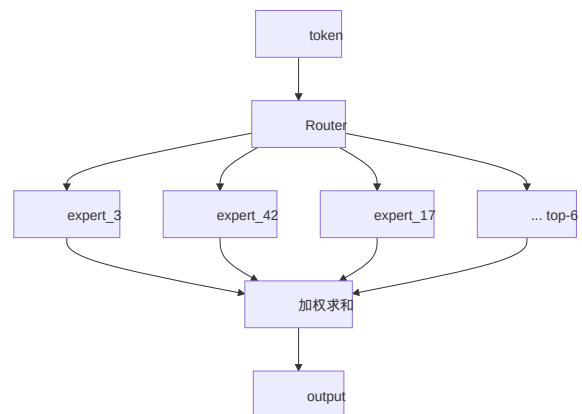 token
Router
expert_3
expert_42
expert_17
... top-6
加权求和
output